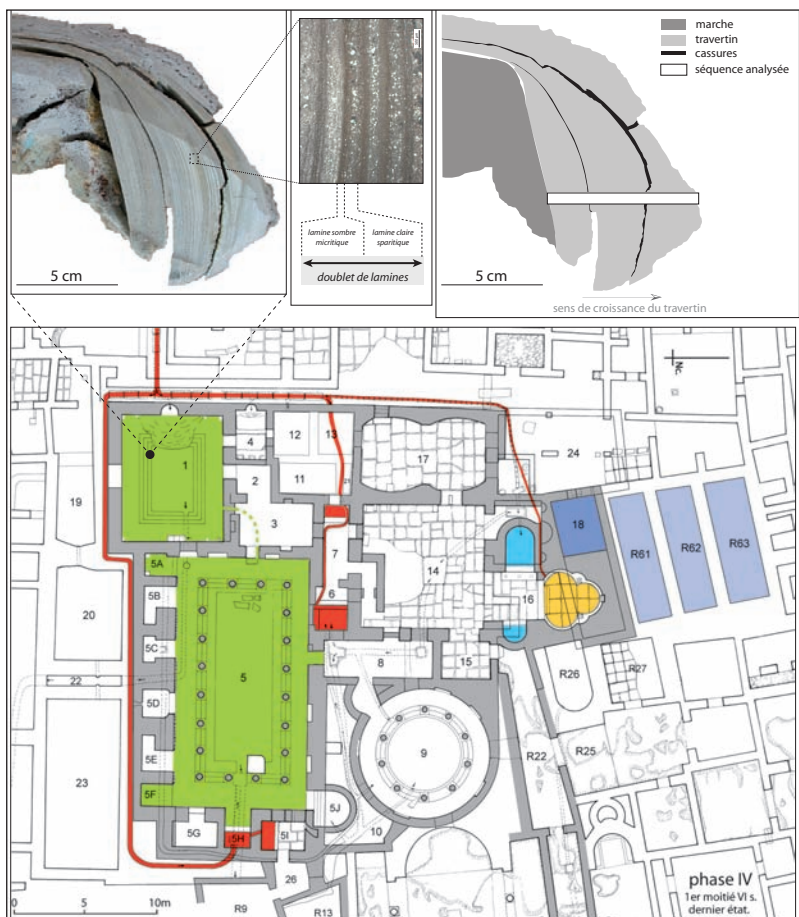 marche
travertin
cassures
séquence analysée
5 cm
lamine sombre
micritique
lamine claire
sparitique
doublet de lamines
5 cm
sens de croissance du travertin
19
20
22
23
1
2
3
4
12
13
11
17
24
7
6
14
16
18
R61
R62
R63
5A
5B
5C
5D
5E
5F
5
8
15
9
R26
R27
R22
R25
5G
5H
5I
5J
10
26
R9
R13
0
5
10m
phase IV
1er moitié VI s.
dernier état.